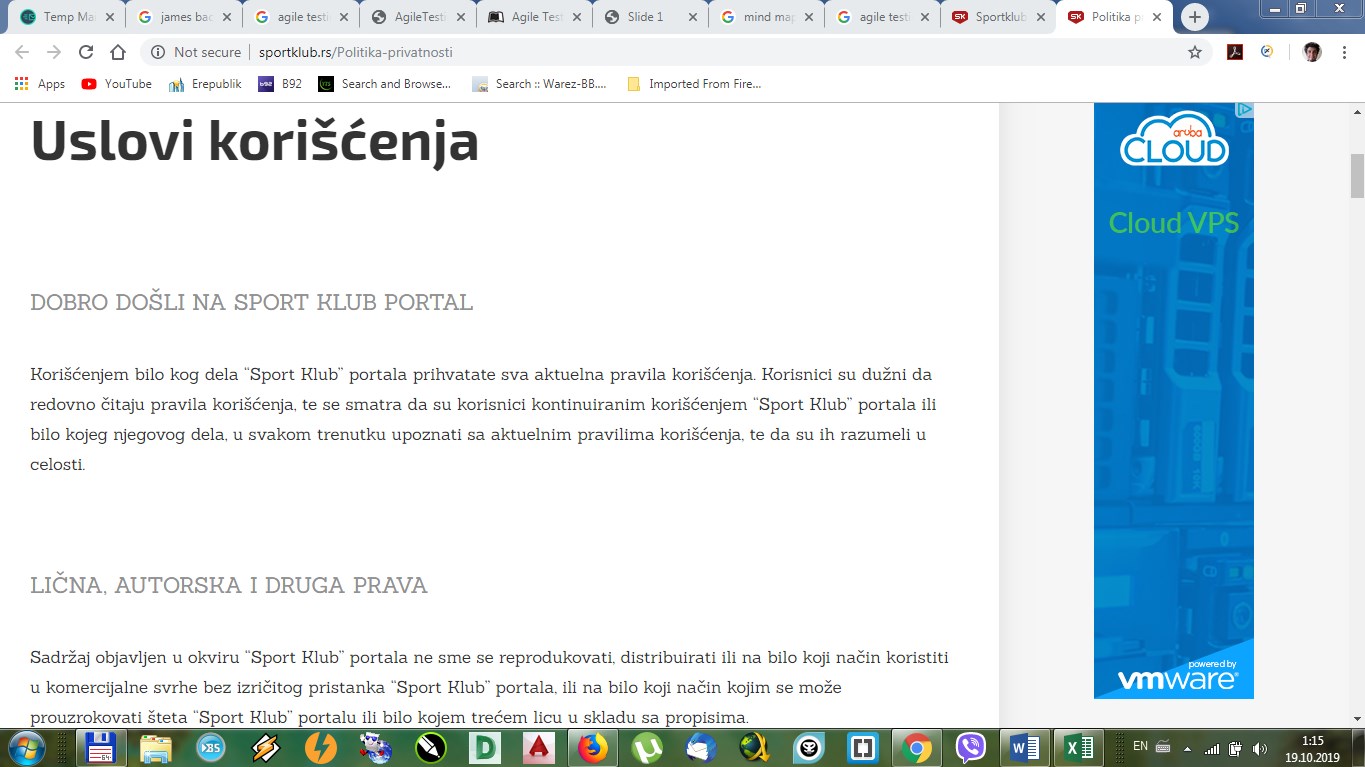 Temp Ma
james bac
agile testi
AgileTesti
Agile Test
Slide 1
mind map
agile testi
Sportklub
Politika p
Not secure | sportklub.rs/Politika-privatnosti
Apps YouTube Erepublik B92 Search and Browse... Search :: Warez-BB.... Imported From Fire...
Uslovi korišćenja
DOBRO DOŠLI NA SPORT KLUB PORTAL
Korišćenjem bilo kog dela “Sport Klub” portala prihvatate sva aktuelna pravila korišćenja. Korisnici su dužni da
redovno čitaju pravila korišćenja, te se smatra da su korisnici kontinuiranim korišćenjem “Sport Klub” portala ili
bilo kojeg njegovog dela, u svakom trenutku upoznati sa aktuelnim pravilima korišćenja, te da su ih razumeli u
celosti.
LIČNA, AUTORSKA I DRUGA PRAVA
Sadržaj objavljen u okviru “Sport Klub” portala ne sme se reprodukovati, distribuirati ili na bilo koji način koristiti
u komercijalne svrhe bez izričitog pristanka “Sport Klub” portala, ili na bilo koji način kojim se može
prouzrokovati šteta “Sport Klub” portalu ili bilo kojem trećem licu u skladu sa propisima.
aruba
CLOUD
Cloud VPS
powered by
vmware
EN
1:15
19.10.2019